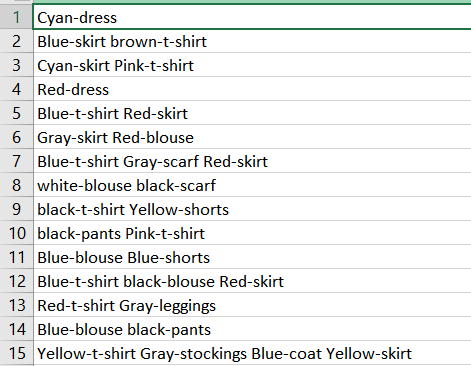 1 Cyan-dress
2 Blue-skirt brown-t-shirt
3 Cyan-skirt Pink-t-shirt
4 Red-dress
5 Blue-t-shirt Red-skirt
6 Gray-skirt Red-blouse
7 Blue-t-shirt Gray-scarf Red-skirt
8 white-blouse black-scarf
9 black-t-shirt Yellow-shorts
10 black-pants Pink-t-shirt
11 Blue-blouse Blue-shorts
12 Blue-t-shirt black-blouse Red-skirt
13 Red-t-shirt Gray-leggings
14 Blue-blouse black-pants
15 Yellow-t-shirt Gray-stockings Blue-coat Yellow-skirt